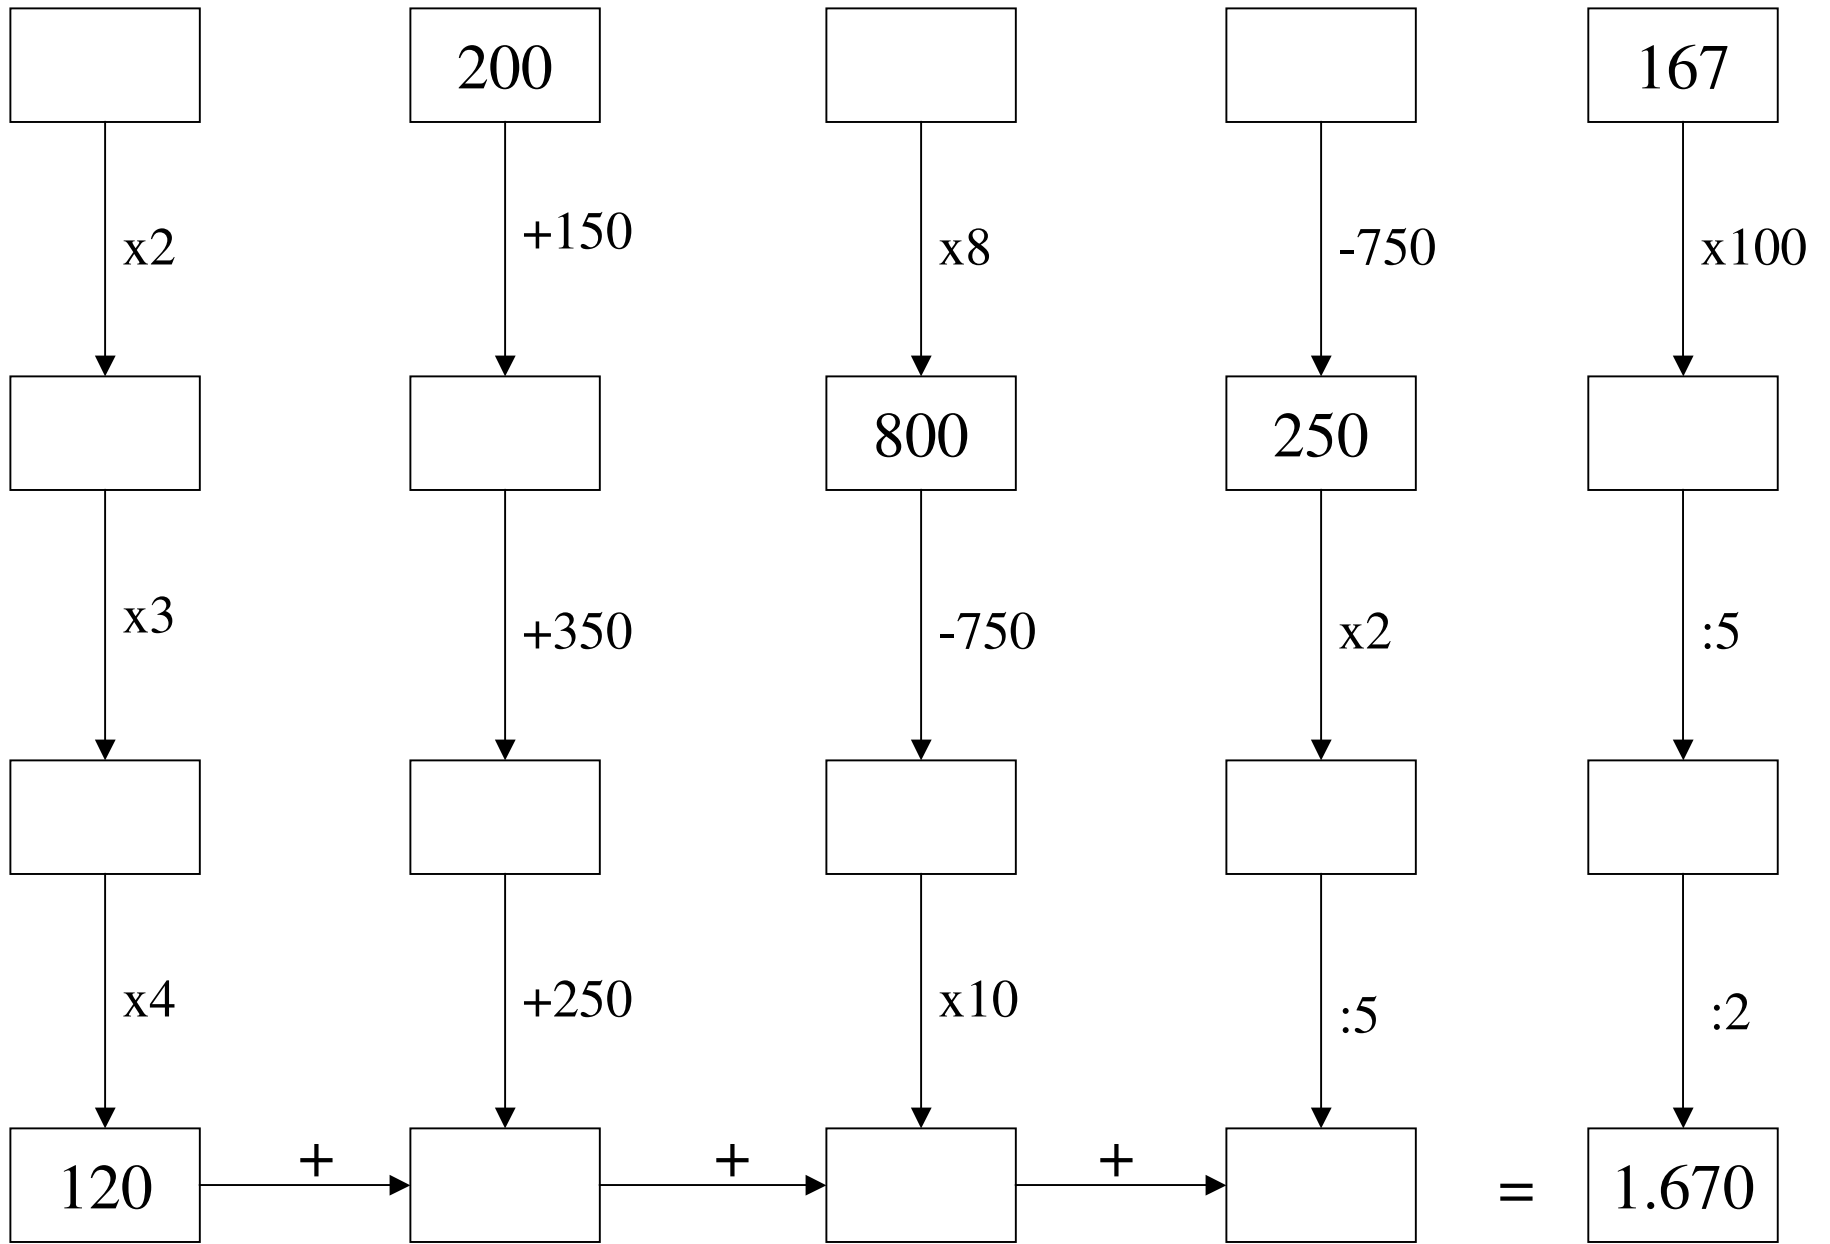 200 167
x2 +150 x8 -750 x100
800 250
x3 +350 -750 x2 :5
x4 +250 x10 :5 :2
120 + + + = 1.670